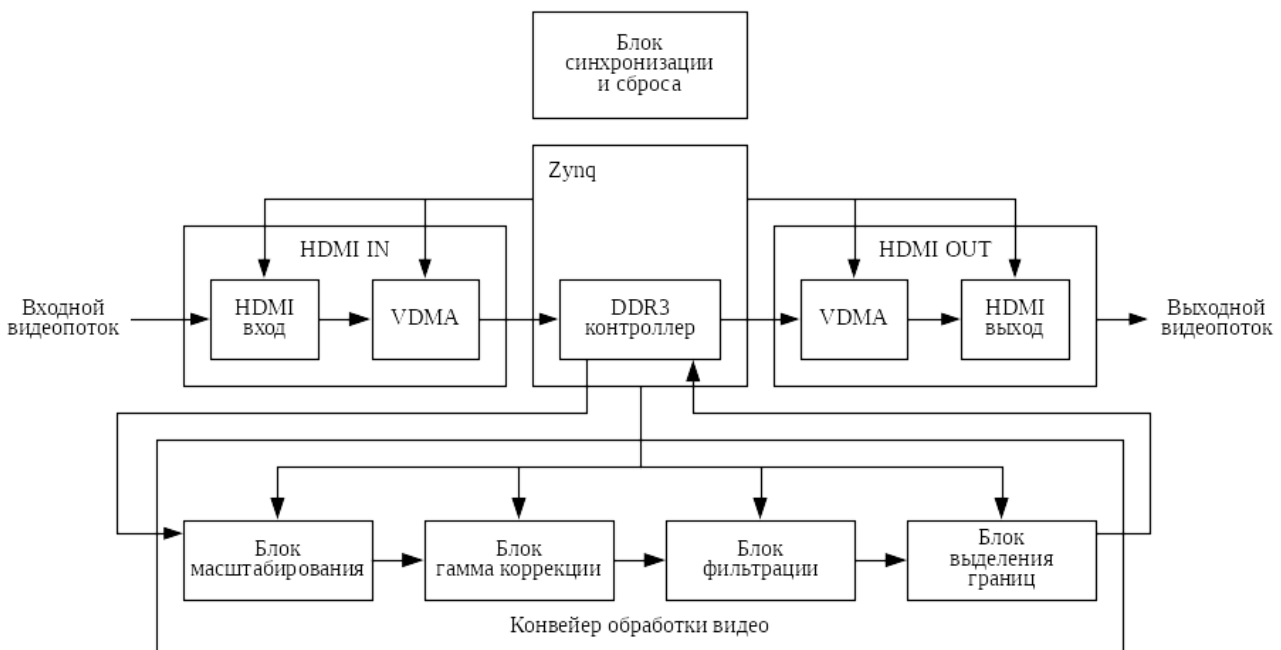 Блок
синхронизации
и сброса
Zynq
HDMI IN
HDMI OUT
Входной
видеопоток
HDMI
вход
VDMA
DDR3
контроллер
VDMA
HDMI
выход
Выходной
видеопоток
Блок
масштабирования
Блок
гамма коррекции
Блок
фильтрации
Блок
выделения
границ
Конвейер обработки видео